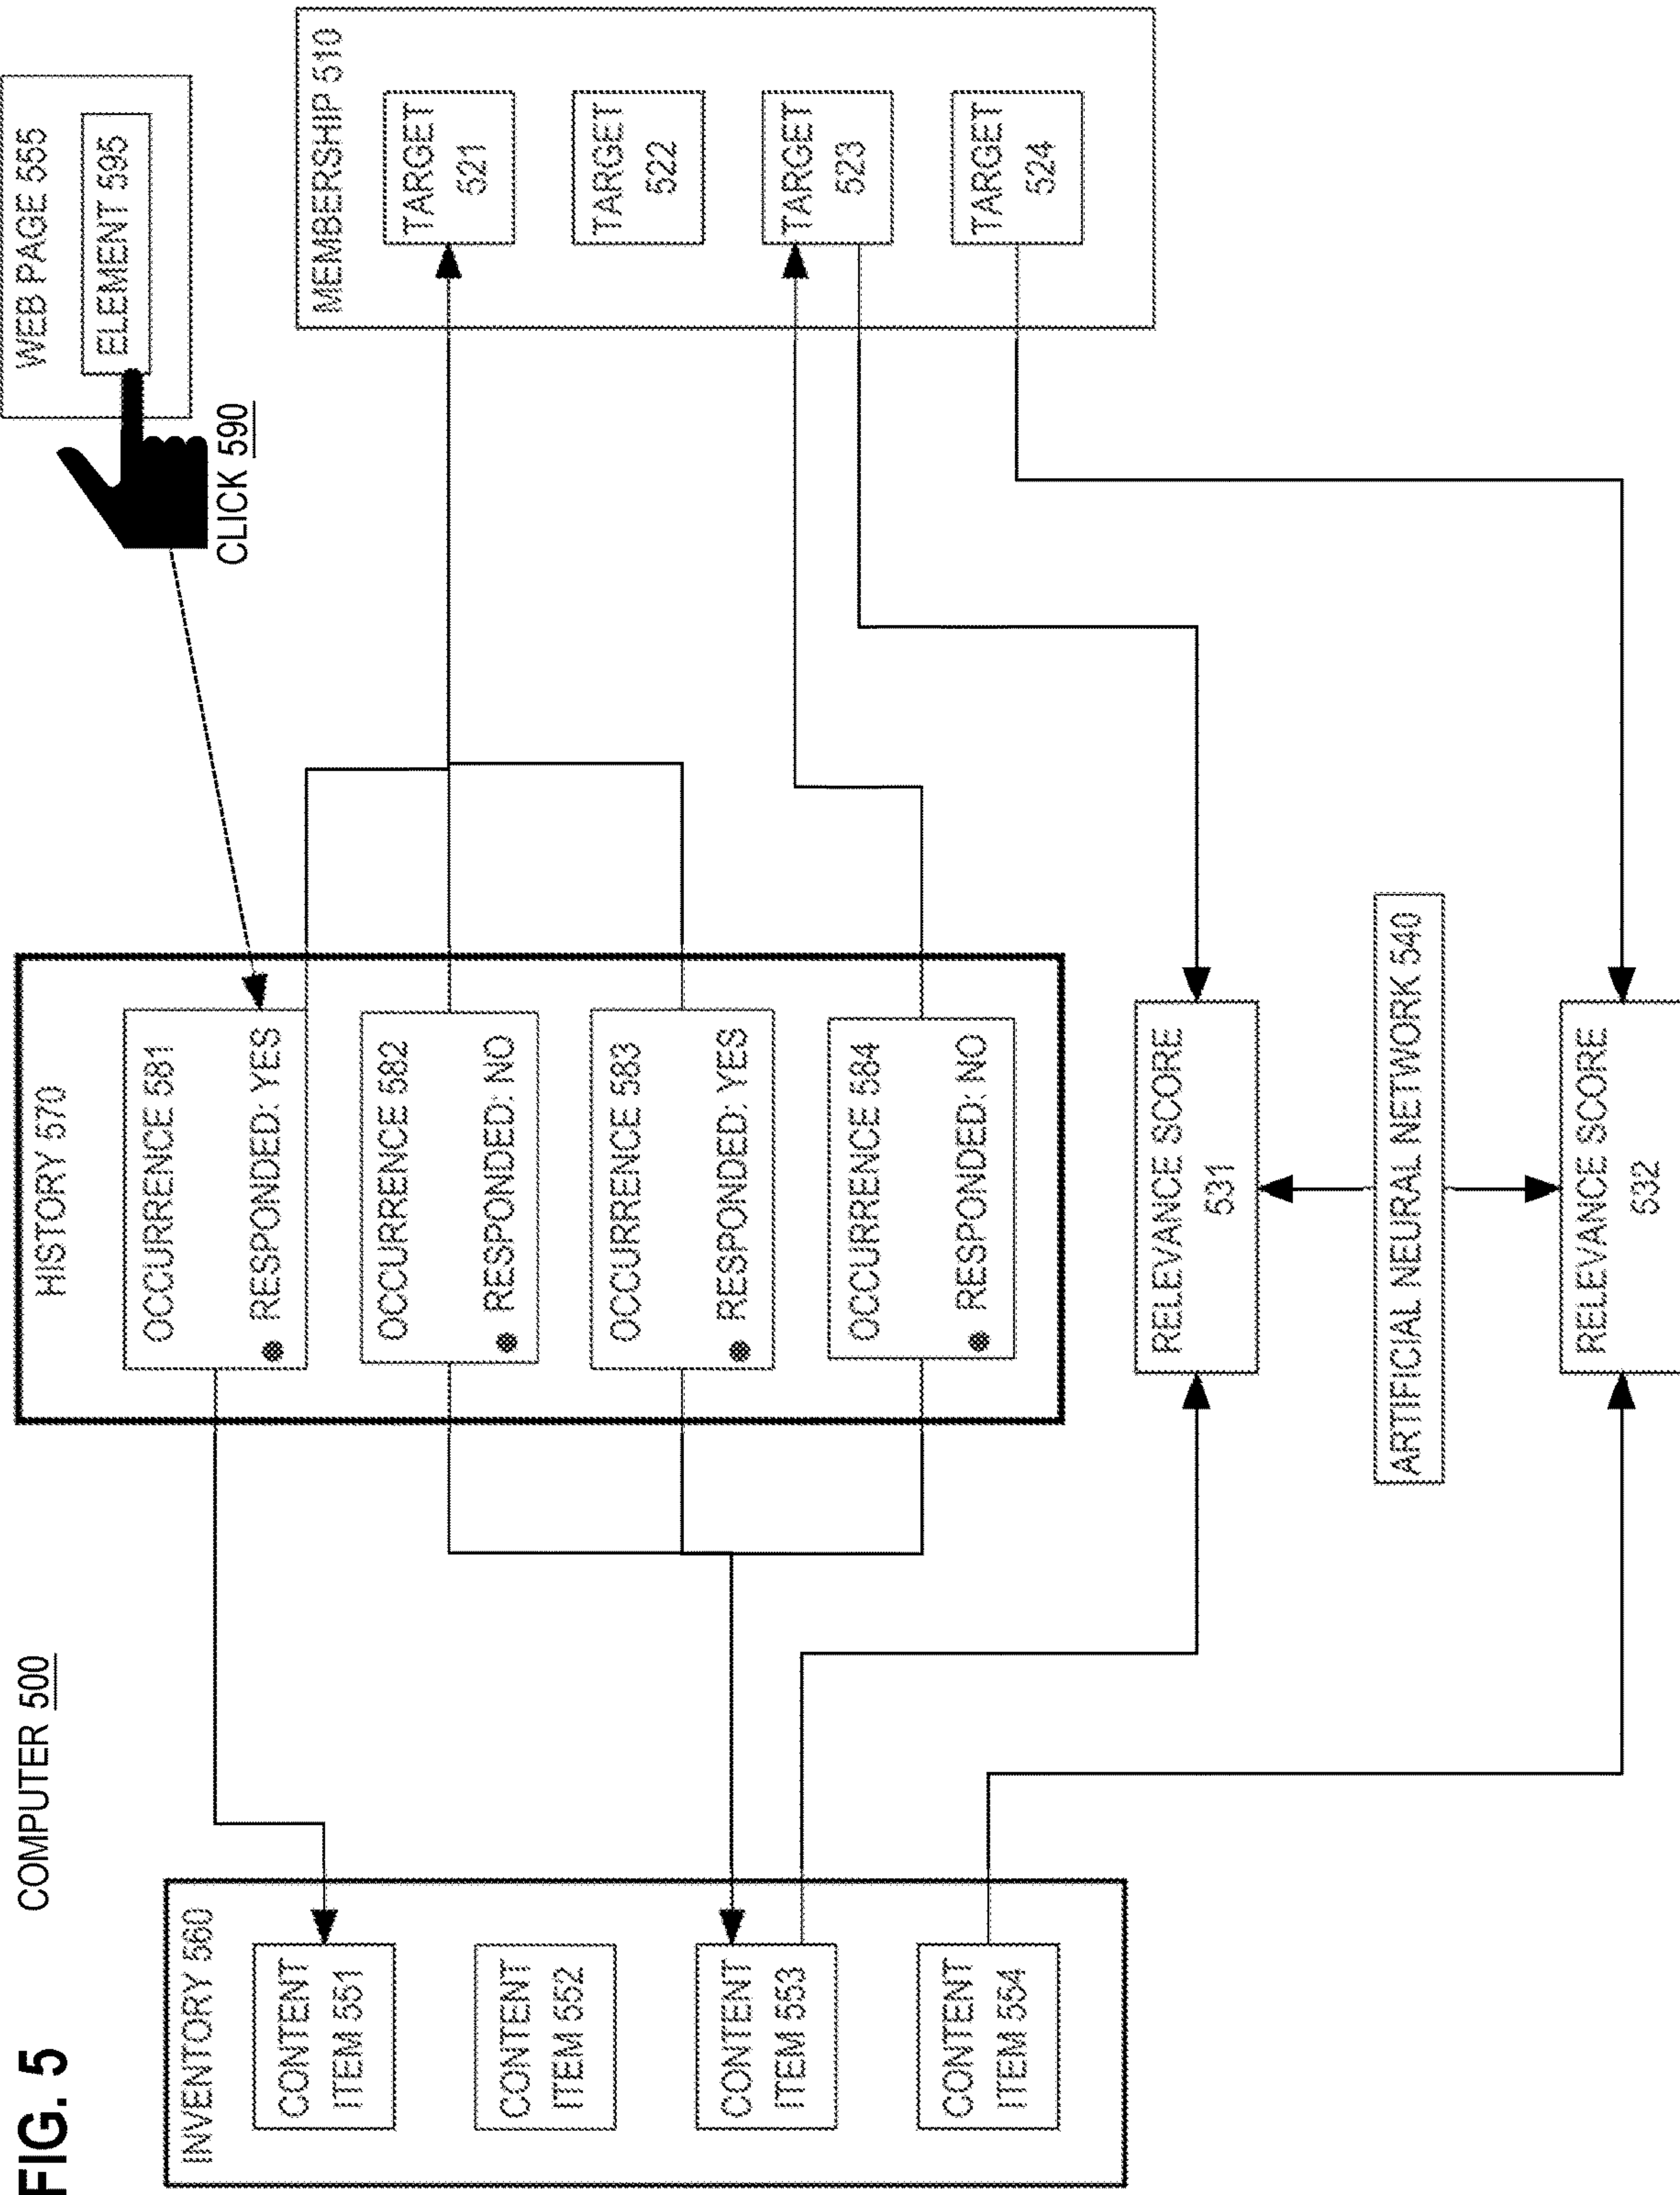 FIG. 5
COMPUTER 500
INVENTORY 560
CONTENT
ITEM 551
CONTENT
ITEM 552
CONTENT
ITEM 553
CONTENT
ITEM 554
HISTORY 570
OCCURRENCE 581
● RESPONDED: YES
OCCURRENCE 582
● RESPONDED: NO
OCCURRENCE 583
● RESPONDED: YES
OCCURRENCE 584
● RESPONDED: NO
RELEVANCE SCORE
531
ARTIFICIAL NEURAL NETWORK 540
RELEVANCE SCORE
532
WEB PAGE 555
ELEMENT 595
CLICK 590
MEMBERSHIP 510
TARGET
521
TARGET
522
TARGET
523
TARGET
524